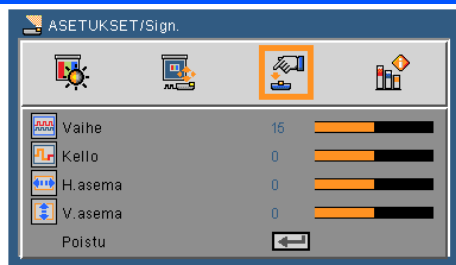 ASETUKSET/Sign.
Vaihe 15
Kello 0
H.asema 0
V.asema 0
Poistu